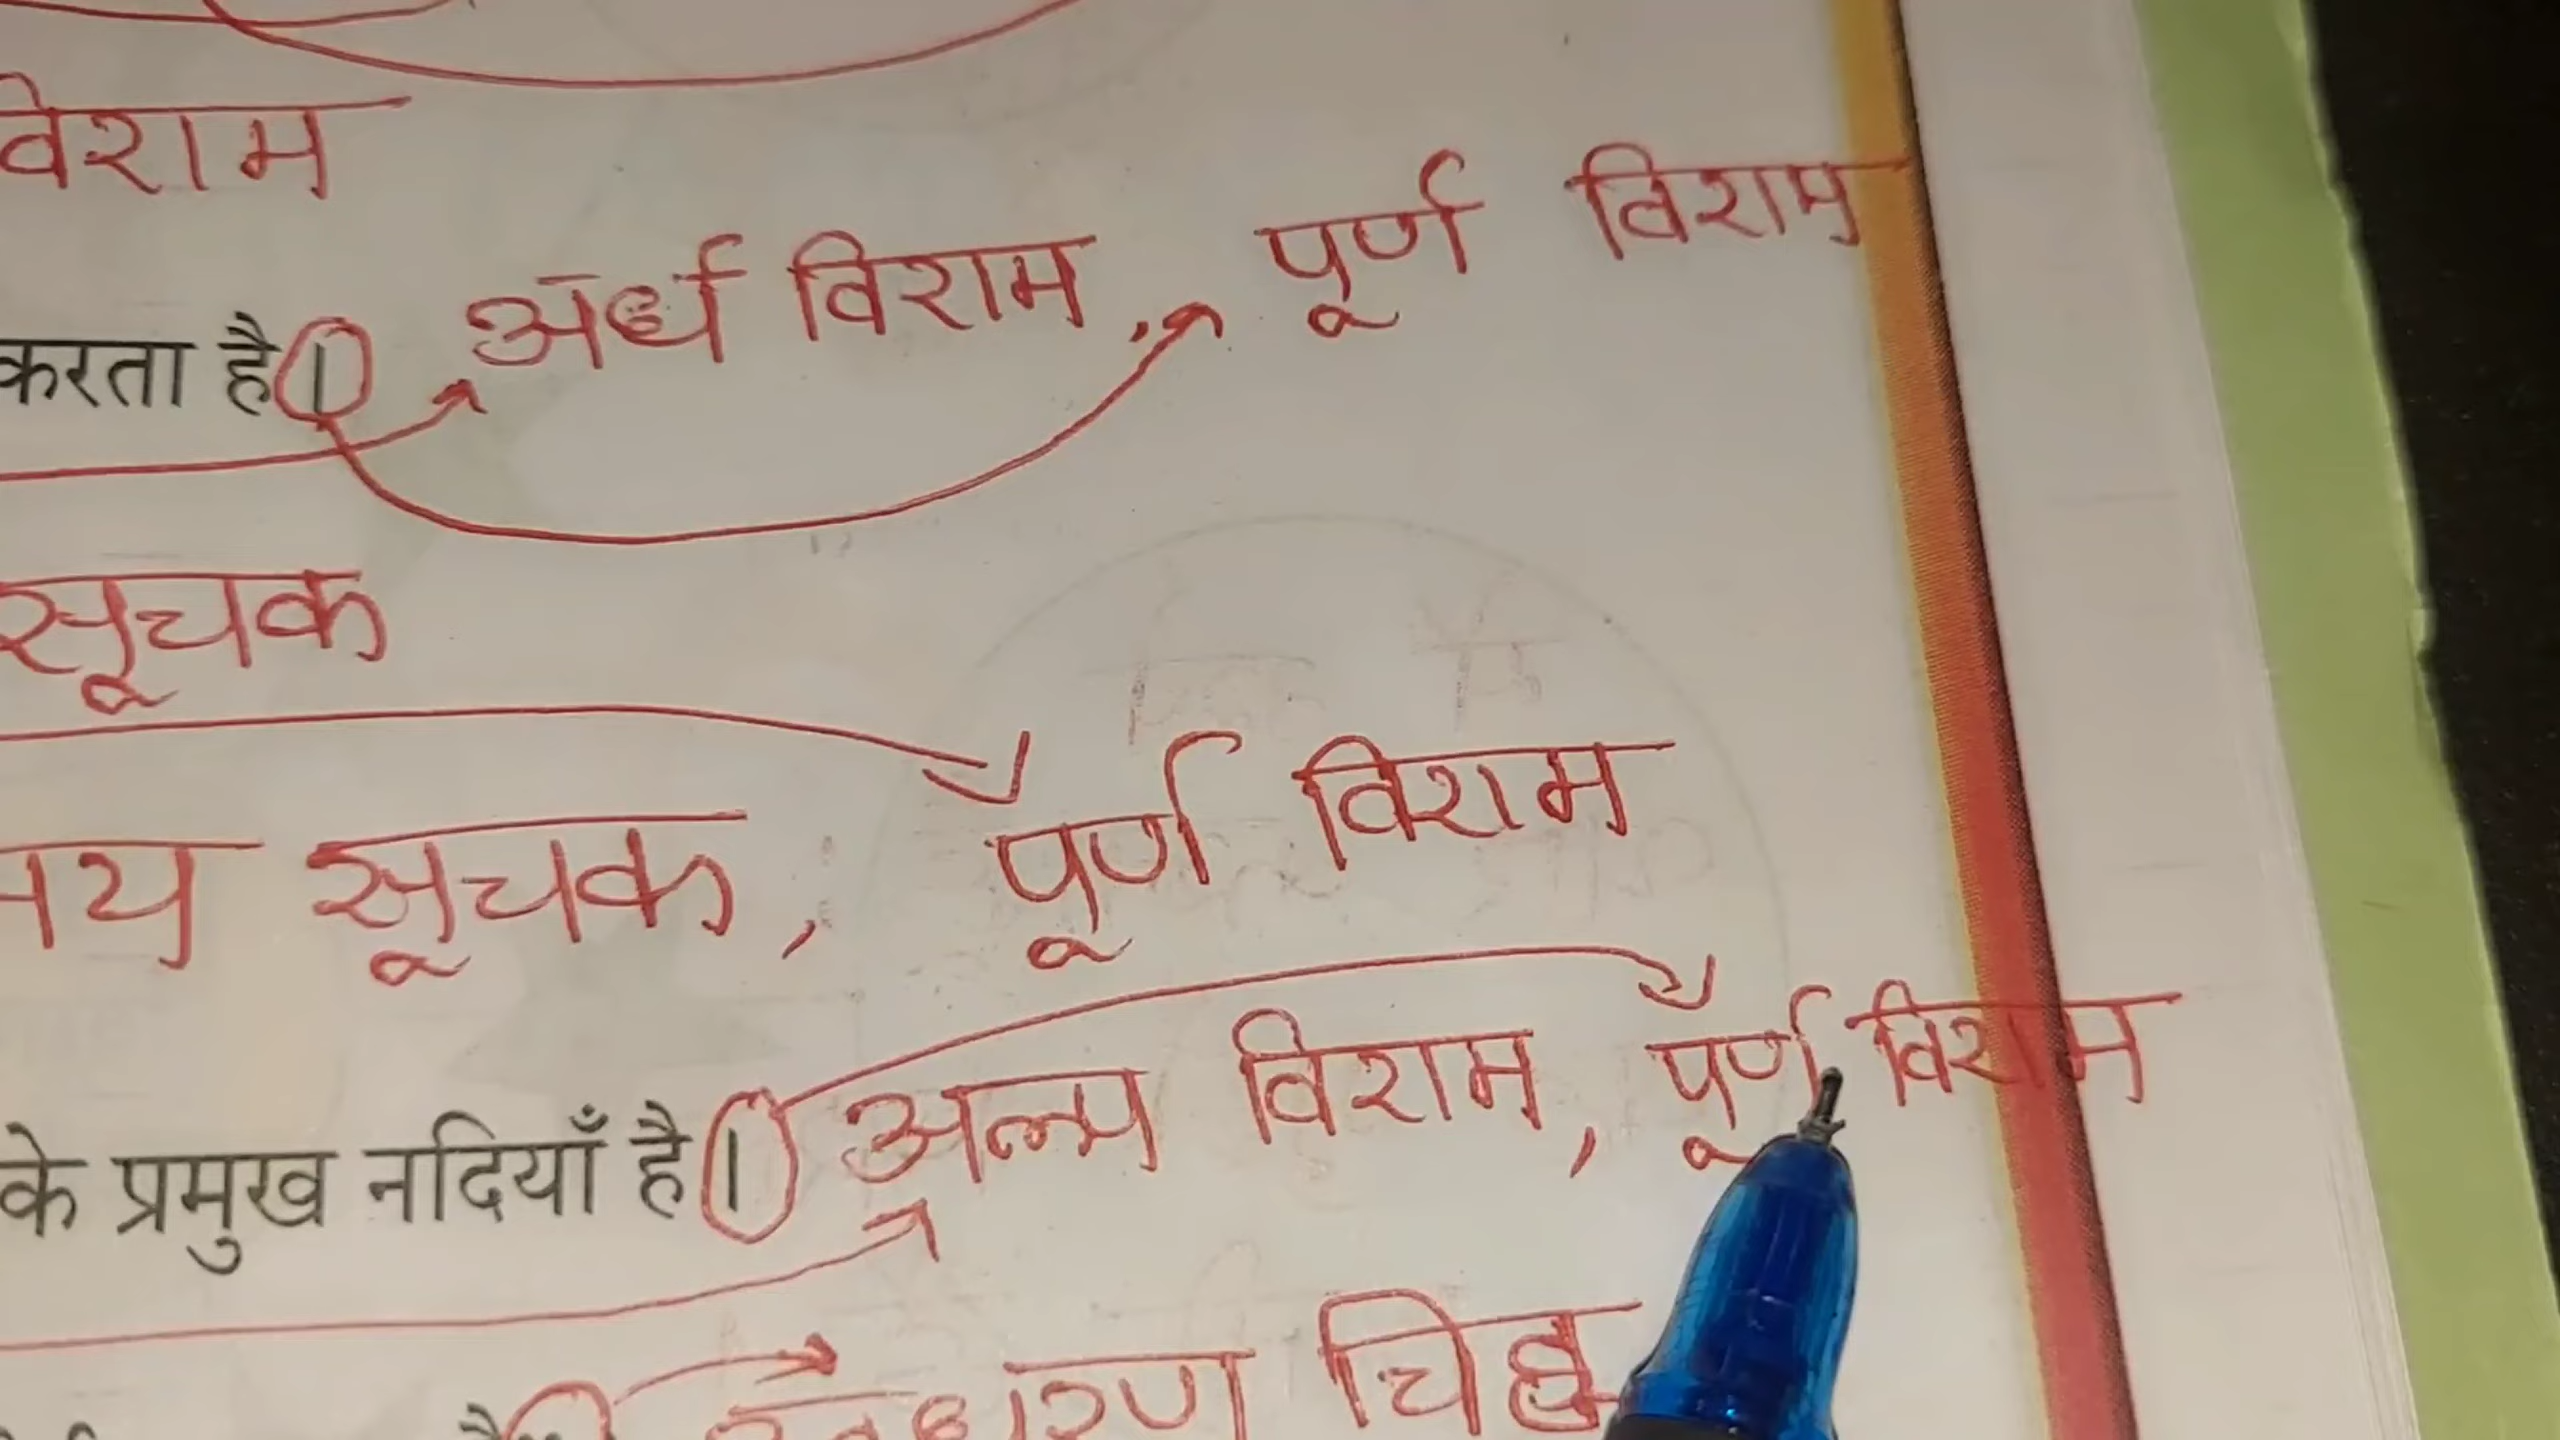 विराम
करता है। अर्ध विराम, पूर्ण विराम
सूचक
सूचक, पूर्ण विराम
के प्रमुख नदियाँ है। अल्प विराम, पूर्ण विराम
चिह्न